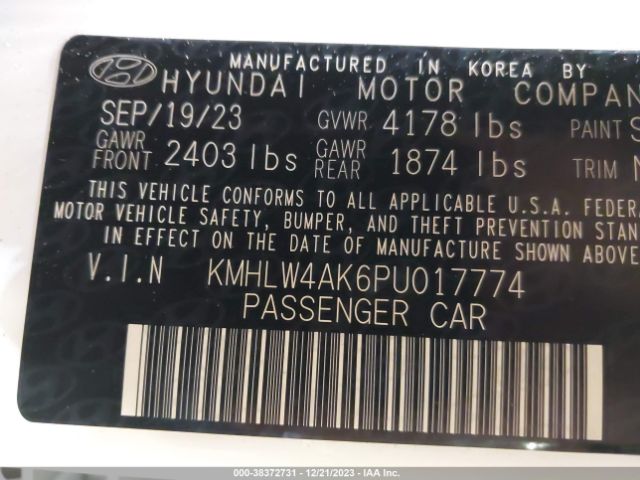 MANUFACTURED IN KOREA BY
HYUNDAI MOTOR COMPAN
SEP/19/23 GVWR 4178 lbs PAINT
GAWR FRONT 2403 lbs GAWR REAR 1874 lbs TRIM
THIS VEHICLE CONFORMS TO ALL APPLICABLE U.S.A. FEDER
MOTOR VEHICLE SAFETY, BUMPER, AND THEFT PREVENTION STAN
IN EFFECT ON THE DATE OF MANUFACTURE SHOWN ABOVE
V.I.N KMHLW4AK6PU017774
PASSENGER CAR
000-38372731 - 12/21/2023 - IAA Inc.